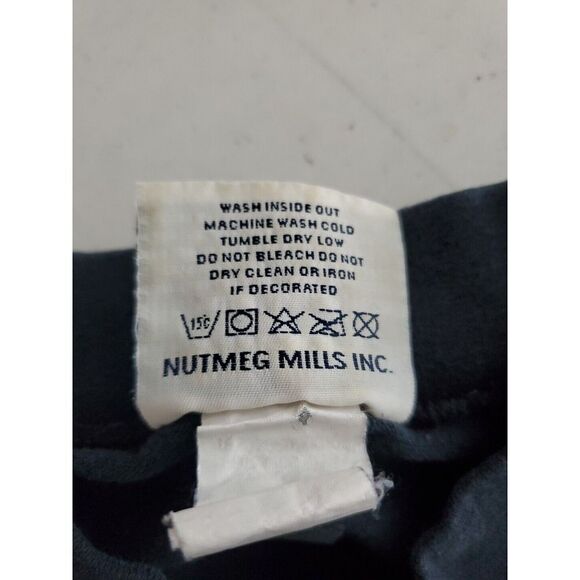 WASH INSIDE OUT
MACHINE WASH COLD
TUMBLE DRY LOW
DO NOT BLEACH DO NOT
DRY CLEAN OR IRON
IF DECORATED
15°C
NUTMEG MILLS INC.